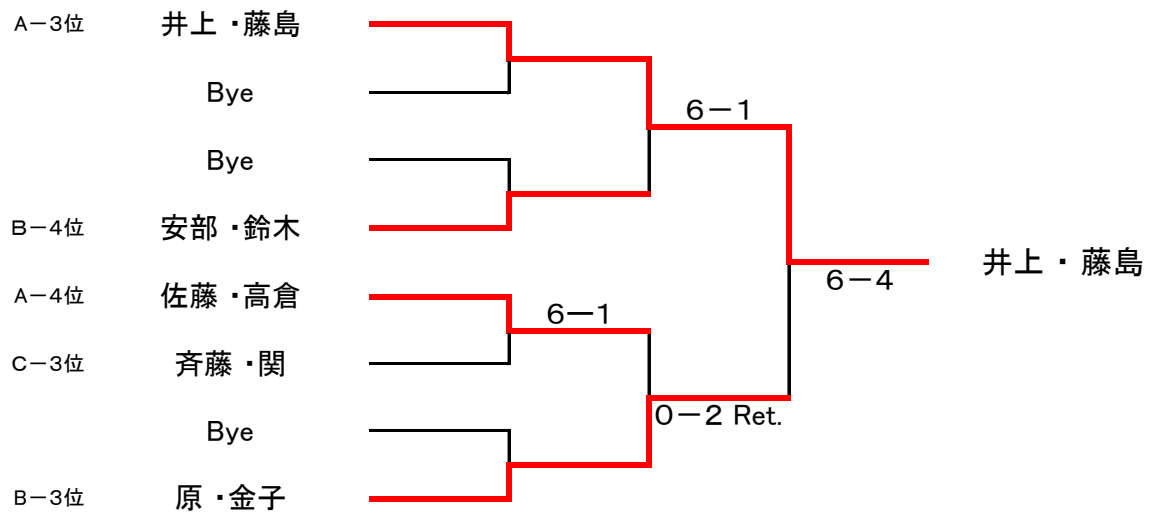 A－3位 井上・藤島
Bye
6－1
Bye
B－4位 安部・鈴木
井上・藤島
6－4
A－4位 佐藤・高倉
6－1
C－3位 斉藤・関
0－2 Ret.
Bye
B－3位 原・金子